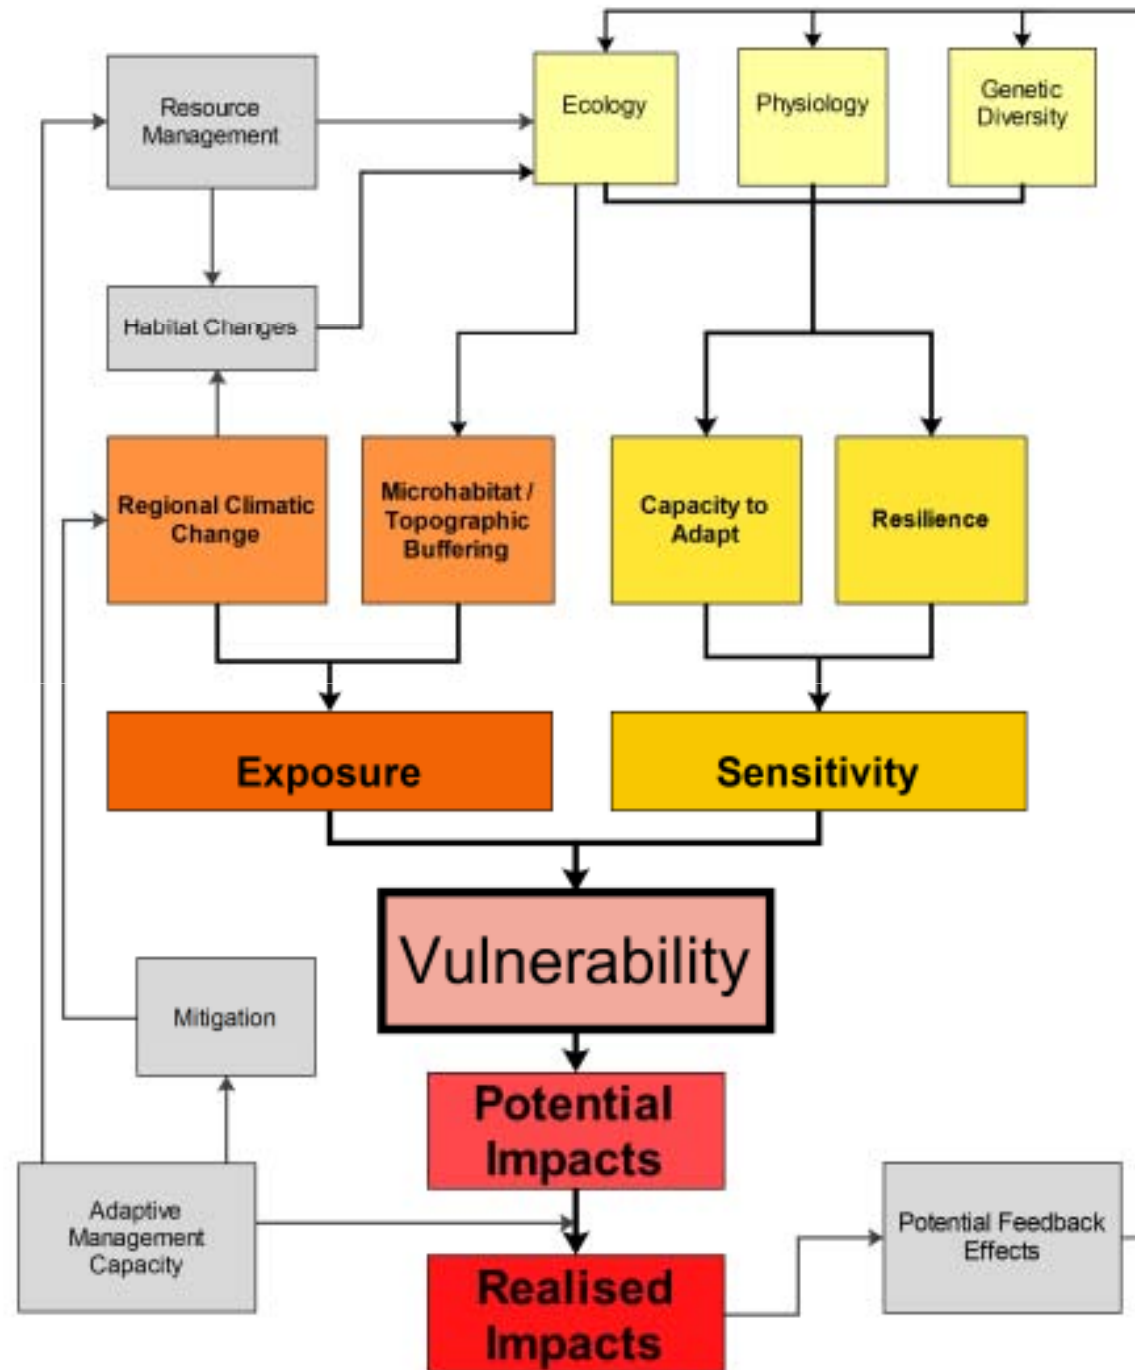 Resource
Management
Ecology
Physiology
Genetic
Diversity
Habitat Changes
Regional Climatic
Change
Microhabitat /
Topographic
Buffering
Capacity to
Adapt
Resilience
Exposure
Sensitivity
Vulnerability
Mitigation
Potential
Impacts
Adaptive
Management
Capacity
Potential Feedback
Effects
Realised
Impacts